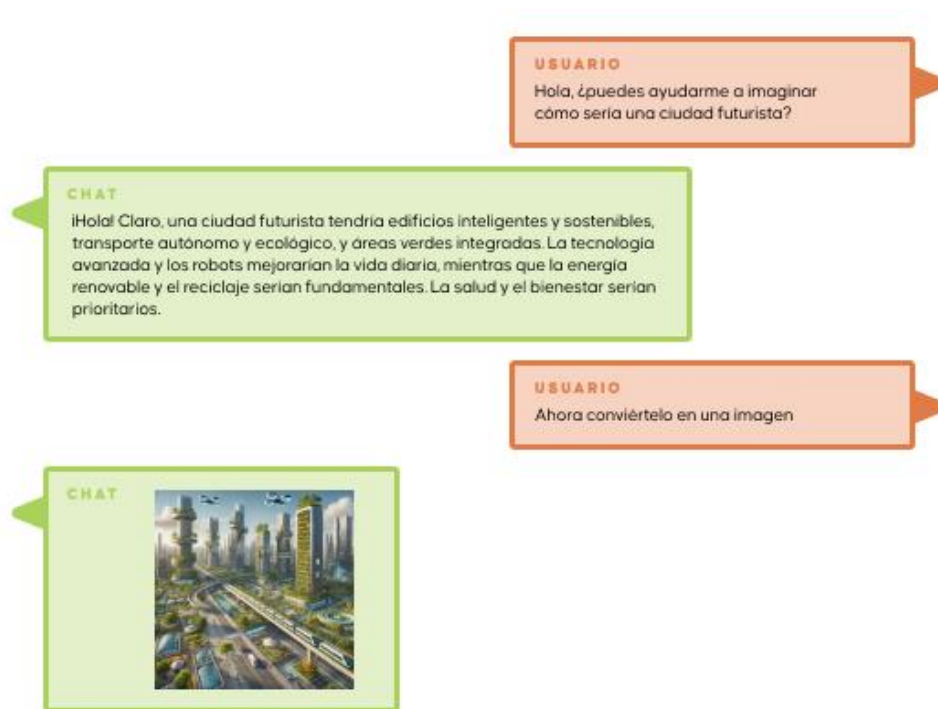 USUARIO
Hola, ¿puedes ayudarme a imaginar
cómo sería una ciudad futurista?
CHAT
¡Hola! Claro, una ciudad futurista tendría edificios inteligentes y sostenibles,
transporte autónomo y ecológico, y áreas verdes integradas. La tecnología
avanzada y los robots mejorarían la vida diaria, mientras que la energía
renovable y el reciclaje serían fundamentales. La salud y el bienestar serían
prioritarios.
USUARIO
Ahora conviértelo en una imagen
CHAT